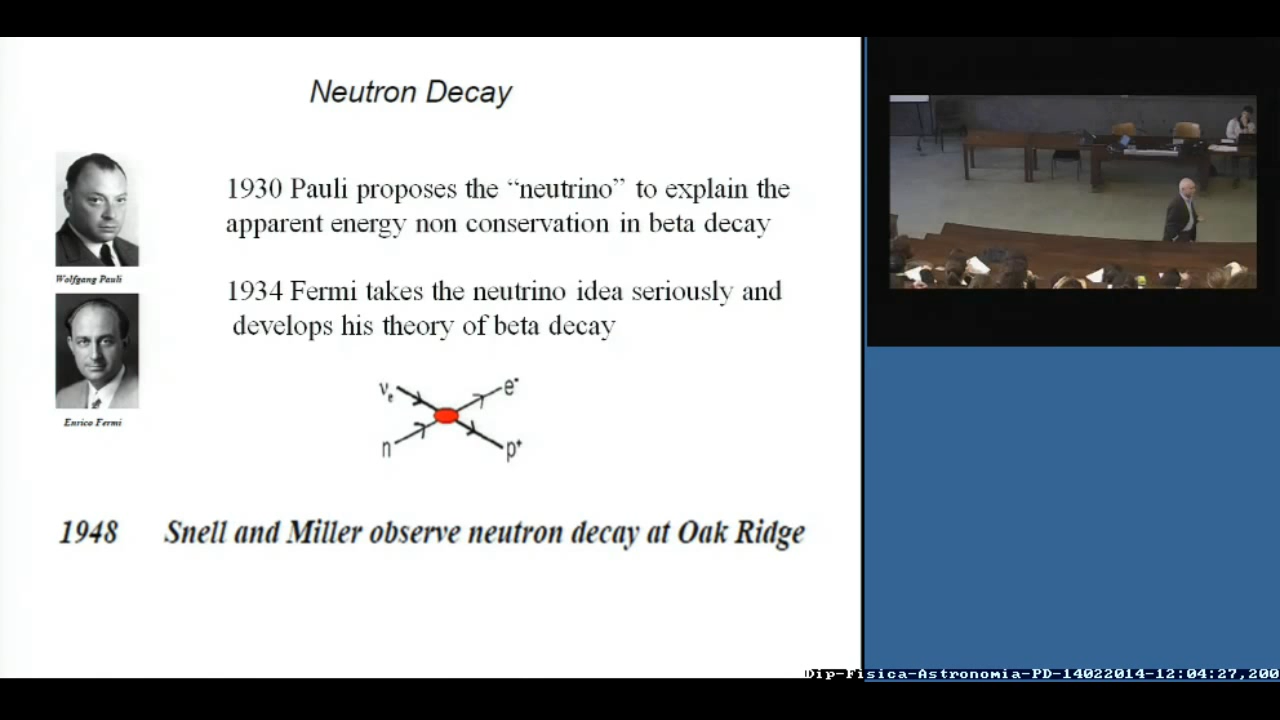 Neutron Decay
1930 Pauli proposes the “neutrino” to explain the
apparent energy non conservation in beta decay
Wolfgang Pauli
1934 Fermi takes the neutrino idea seriously and
develops his theory of beta decay
Enrico Fermi
νe e-
n p+
1948 Snell and Miller observe neutron decay at Oak Ridge
Dip-Fisica-Astronomia-PD-14022014-12:04:27,200